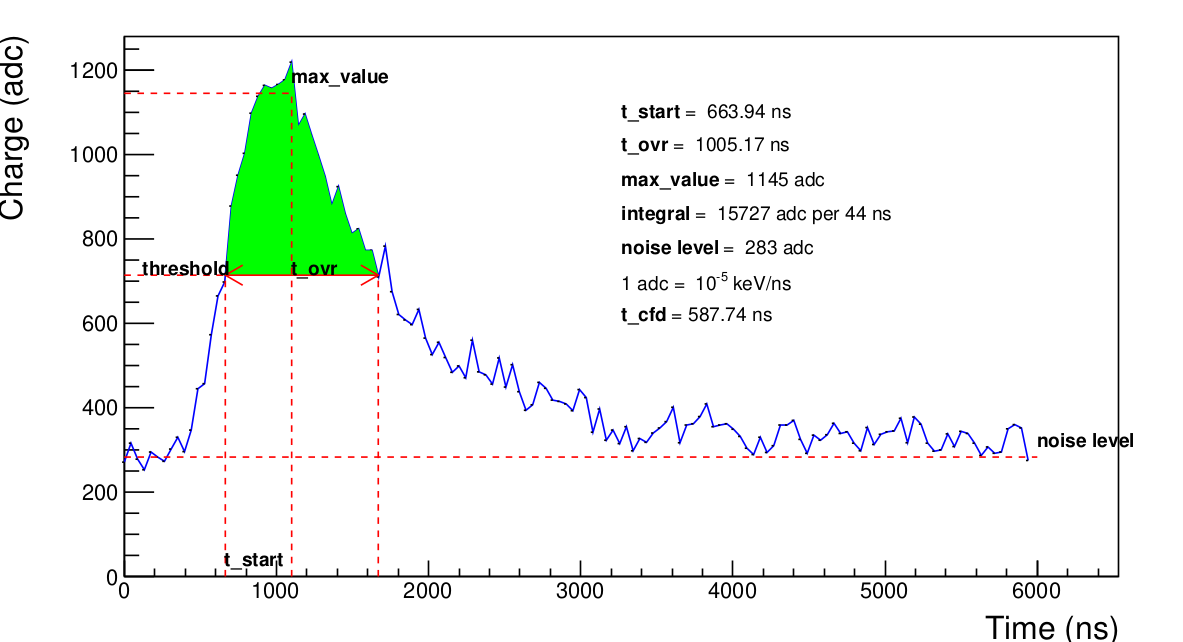 Charge (adc)
1200
1000
800
600
400
200
0
max_value
threshold
t_ovr
t_start
noise level
t_start = 663.94 ns
t_ovr = 1005.17 ns
max_value = 1145 adc
integral = 15727 adc per 44 ns
noise level = 283 adc
1 adc = 10⁻⁵ keV/ns
t_cfd = 587.74 ns
0 1000 2000 3000 4000 5000 6000
Time (ns)